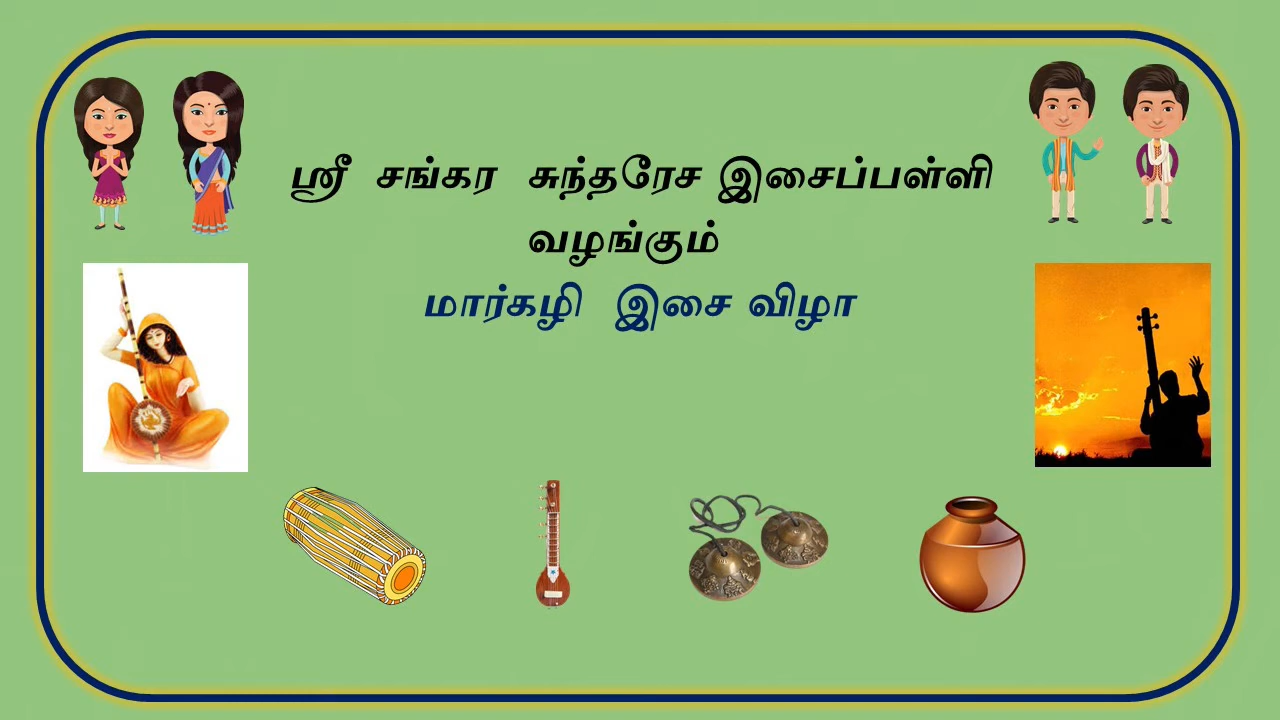 ஸ்ரீ சங்கர சுந்தரேச இசைப்பள்ளி
வழங்கும்
மார்கழி இசை விழா